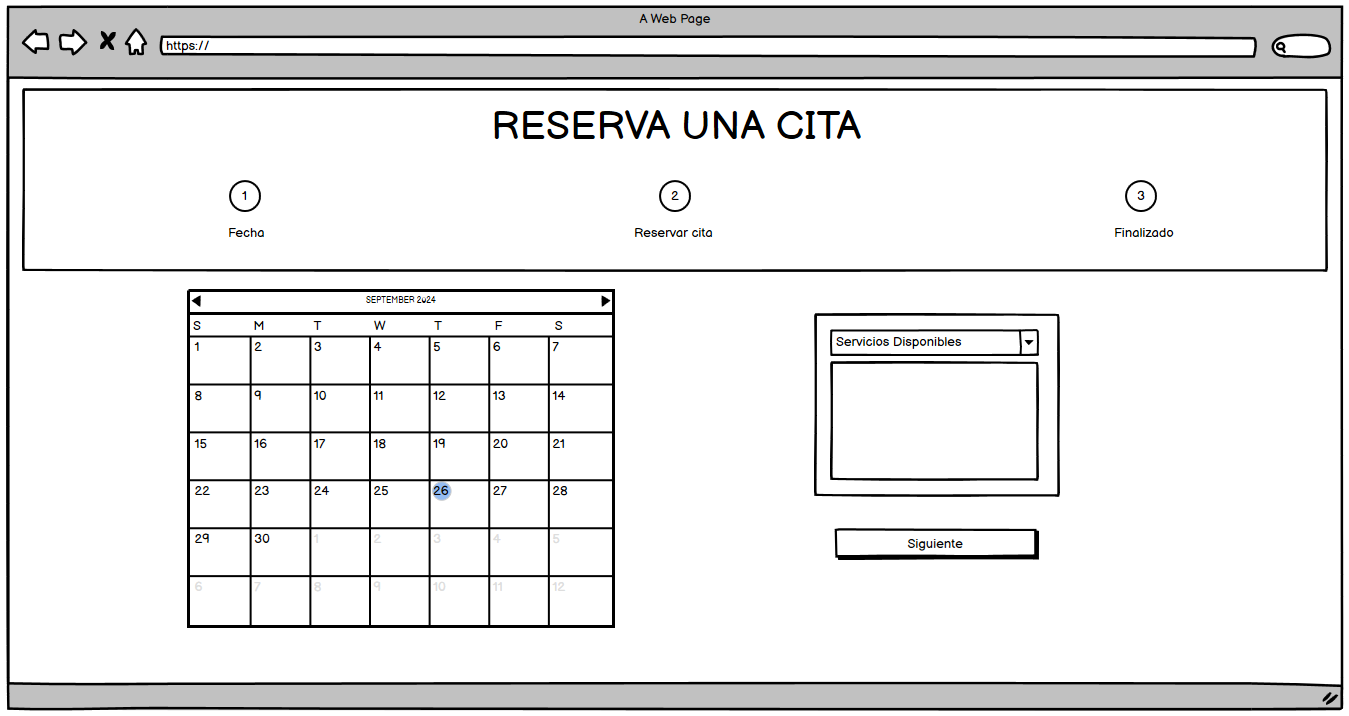 A Web Page
https://
RESERVA UNA CITA
1 2 3
Fecha Reservar cita Finalizado
SEPTEMBER 2024
S M T W T F S
1 2 3 4 5 6 7
8 9 10 11 12 13 14
15 16 17 18 19 20 21
22 23 24 25 26 27 28
29 30 1 2 3 4 5
6 7 8 9 10 11 12
Servicios Disponibles
Siguiente